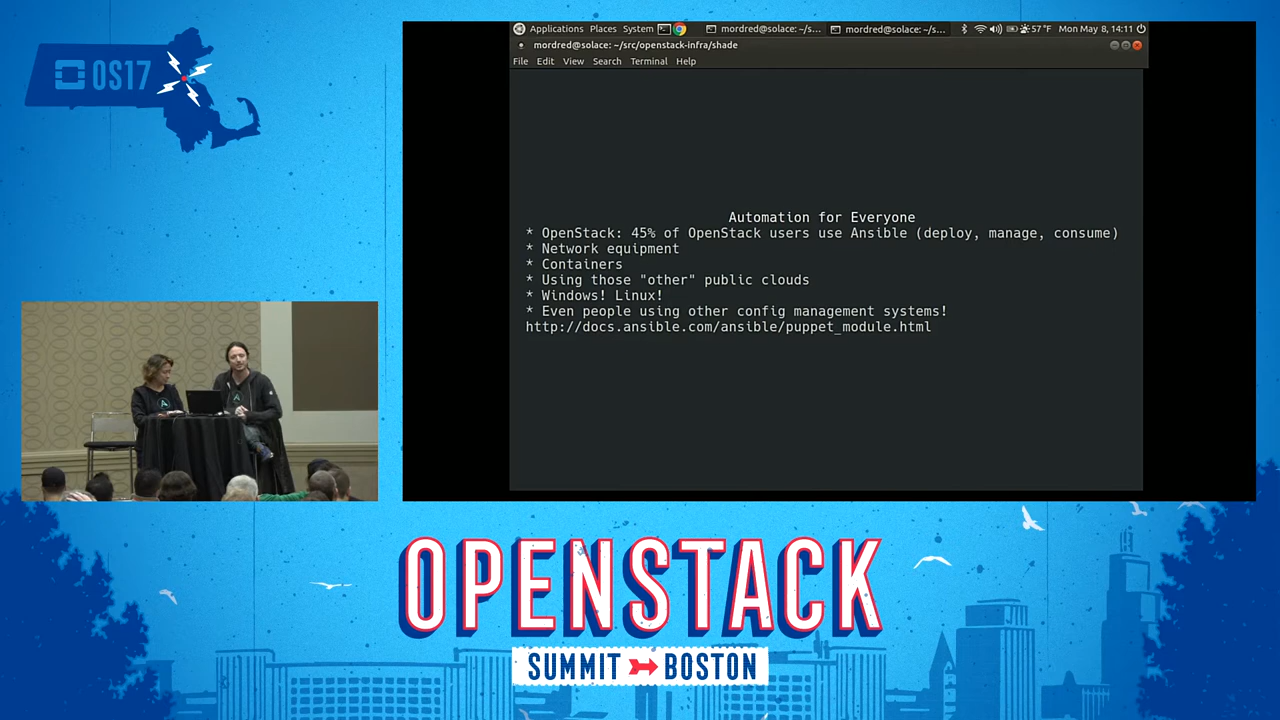 OS17
Applications Places System mordred@solace: ~/s... mordred@solace: ~/s... 57 °F Mon May 8, 14:11
mordred@solace: ~/src/openstack-infra/shade
File Edit View Search Terminal Help
Automation for Everyone
* OpenStack: 45% of OpenStack users use Ansible (deploy, manage, consume)
* Network equipment
* Containers
* Using those "other" public clouds
* Windows! Linux!
* Even people using other config management systems!
http://docs.ansible.com/ansible/puppet_module.html
OPENSTACK
SUMMIT BOSTON